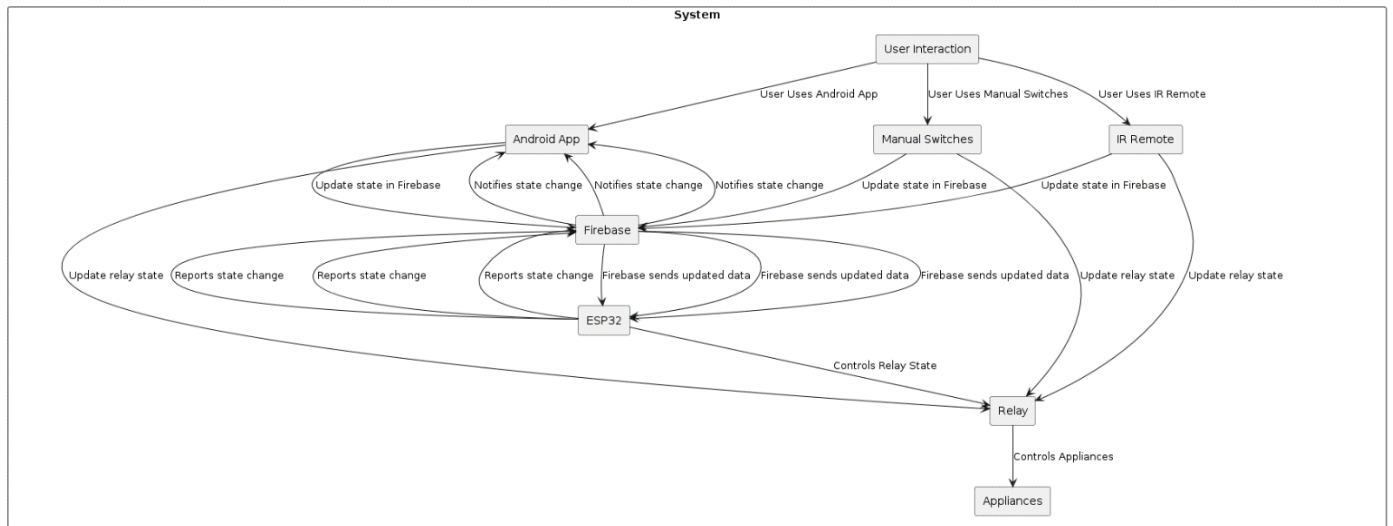 System
User Interaction
User Uses Android App
User Uses Manual Switches
User Uses IR Remote
Android App
Manual Switches
IR Remote
Update state in Firebase
Notifies state change
Notifies state change
Notifies state change
Update state in Firebase
Update state in Firebase
Firebase
Update relay state
Reports state change
Reports state change
Reports state change
Firebase sends updated data
Firebase sends updated data
Firebase sends updated data
Update relay state
Update relay state
ESP32
Controls Relay State
Relay
Controls Appliances
Appliances